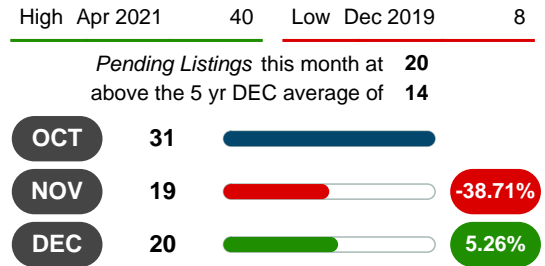 High Apr 2021 40 Low Dec 2019 8
Pending Listings this month at 20
above the 5 yr DEC average of 14
OCT 31
NOV 19 -38.71%
DEC 20 5.26%